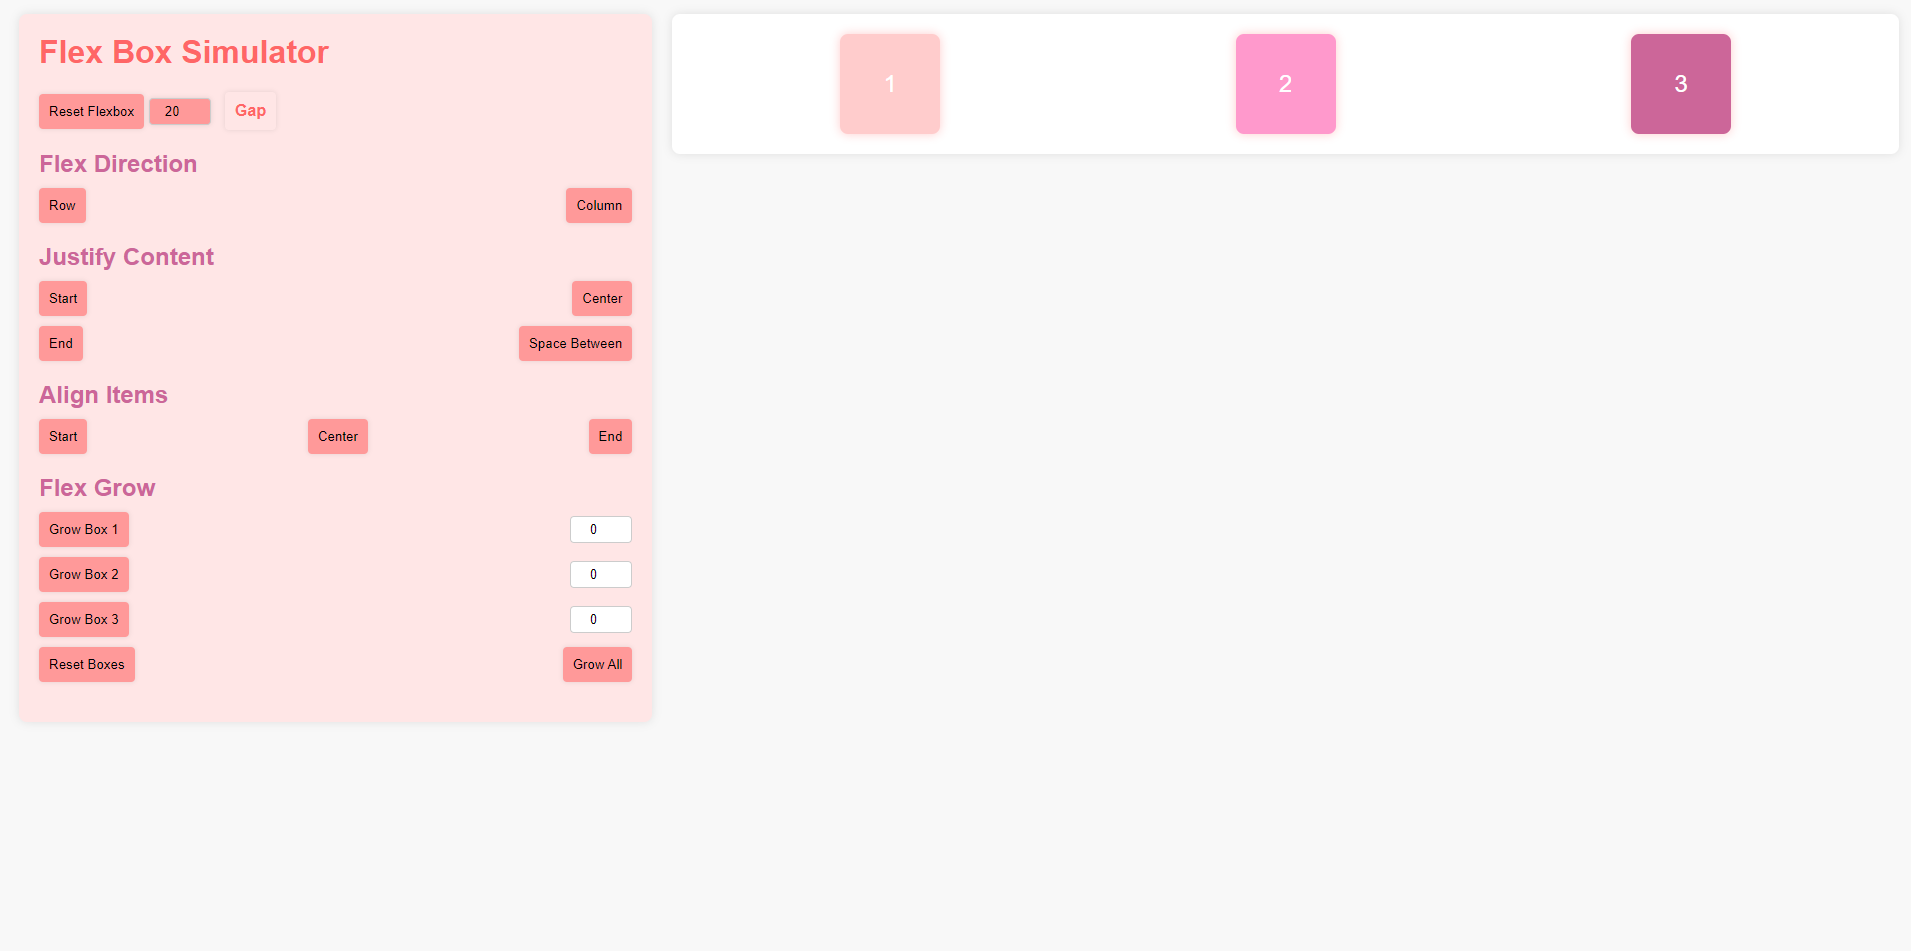 Flex Box Simulator
Reset Flexbox 20 Gap
Flex Direction
Row Column
Justify Content
Start Center
End Space Between
Align Items
Start Center End
Flex Grow
Grow Box 1 0
Grow Box 2 0
Grow Box 3 0
Reset Boxes Grow All
1 2 3